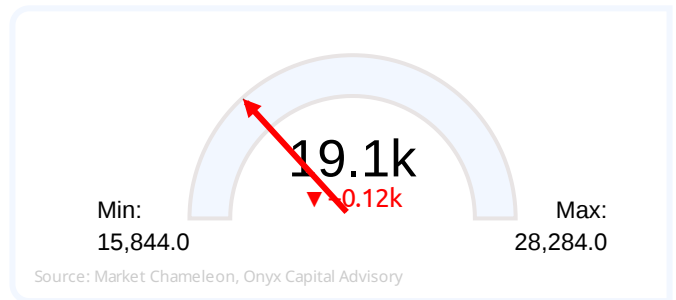 19.1k
▼ −0.12k
Min:
15,844.0
Max:
28,284.0
Source: Market Chameleon, Onyx Capital Advisory